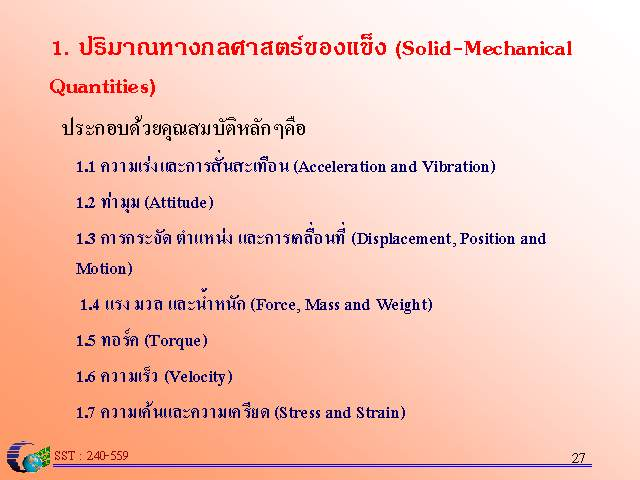 1. ปริมาณทางกลศาสตร์ของแข็ง (Solid-Mechanical
Quantities)
ประกอบด้วยคุณสมบัติหลักๆคือ
1.1 ความเร่งและการสั่นสะเทือน (Acceleration and Vibration)
1.2 ท่ามุม (Attitude)
1.3 การกระจัด ตำแหน่ง และการเคลื่อนที่ (Displacement, Position and
Motion)
1.4 แรง มวล และน้ำหนัก (Force, Mass and Weight)
1.5 ทอร์ค (Torque)
1.6 ความเร็ว (Velocity)
1.7 ความเค้นและความเครียด (Stress and Strain)
SST : 240-559
27